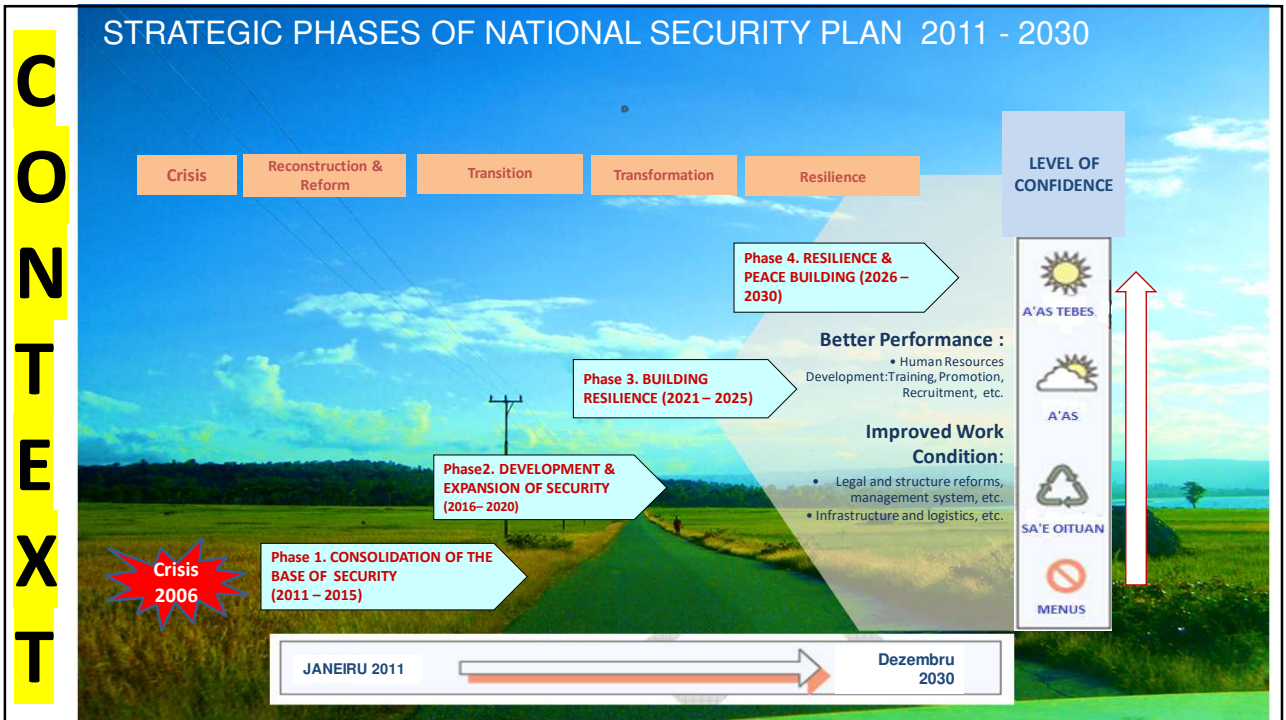 CONTEXT
STRATEGIC PHASES OF NATIONAL SECURITY PLAN 2011 - 2030
Crisis
Reconstruction &
Reform
Transition
Transformation
Resilience
LEVEL OF
CONFIDENCE
Phase 4. RESILIENCE &
PEACE BUILDING (2026 –
2030)
A'AS TEBES
Better Performance :
• Human Resources
Development:Training, Promotion,
Recruitment, etc.
Phase 3. BUILDING
RESILIENCE (2021 – 2025)
A'AS
Improved Work
Condition:
• Legal and structure reforms,
management system, etc.
• Infrastructure and logistics, etc.
Phase2. DEVELOPMENT &
EXPANSION OF SECURITY
(2016– 2020)
SA'E OITUAN
Crisis
2006
Phase 1. CONSOLIDATION OF THE
BASE OF SECURITY
(2011 – 2015)
MENUS
JANEIRU 2011
Dezembru
2030